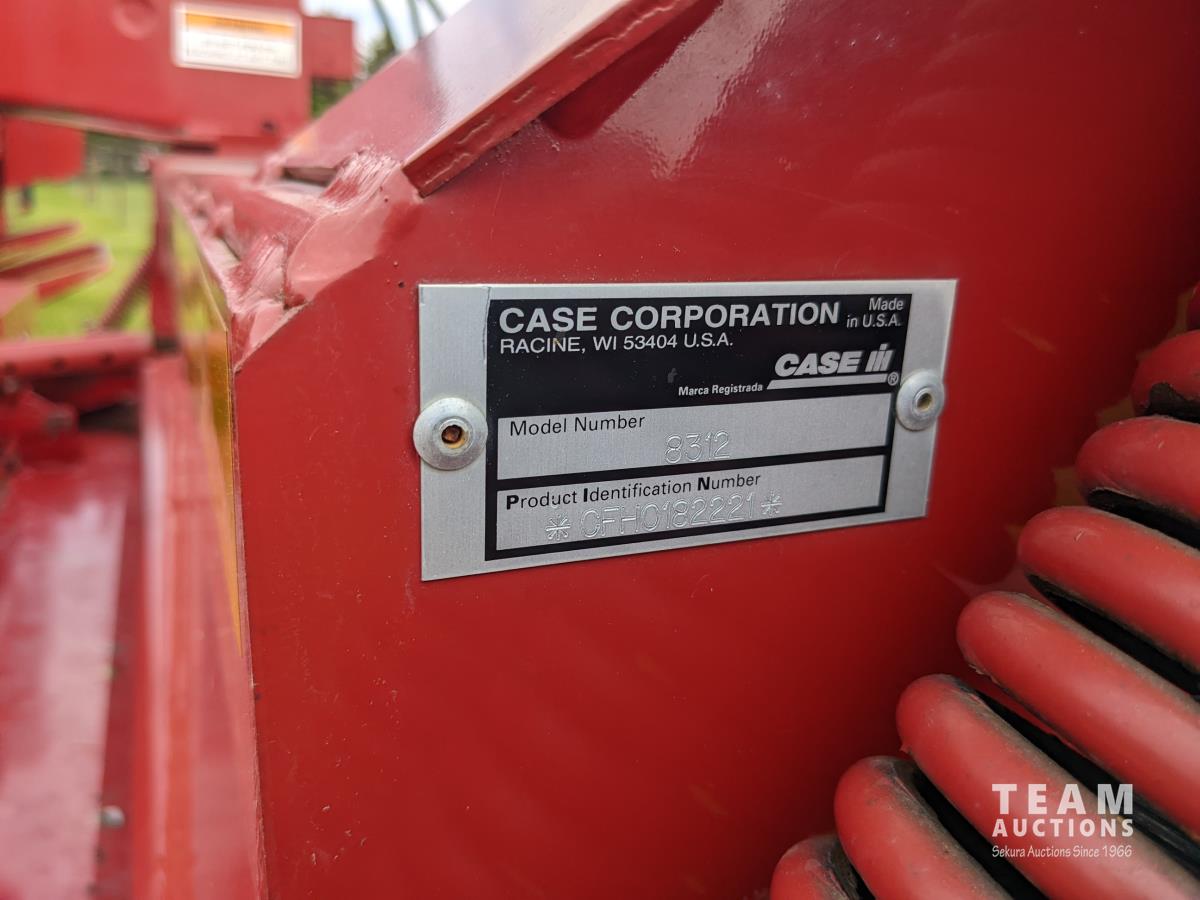 CASE CORPORATION
Made
in U.S.A.
RACINE, WI 53404 U.S.A.
CASE IH®
Marca Registrada
Model Number
8312
Product Identification Number
*CFH0182221*
TEAM
AUCTIONS
Sekura Auctions Since 1966